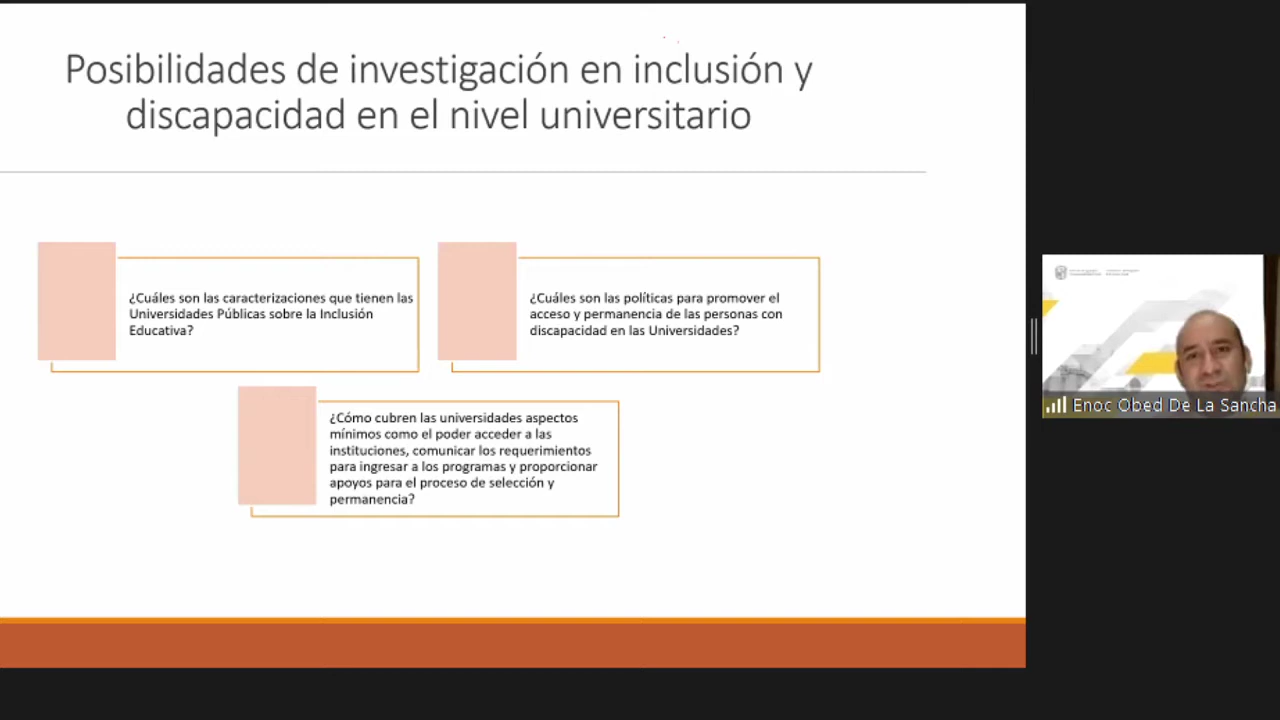 Posibilidades de investigación en inclusión y
discapacidad en el nivel universitario
¿Cuáles son las caracterizaciones que tienen las
Universidades Públicas sobre la Inclusión
Educativa?
¿Cuáles son las políticas para promover el
acceso y permanencia de las personas con
discapacidad en las Universidades?
¿Cómo cubren las universidades aspectos
mínimos como el poder acceder a las
instituciones, comunicar los requerimientos
para ingresar a los programas y proporcionar
apoyos para el proceso de selección y
permanencia?
Enoc Obed De La Sancha